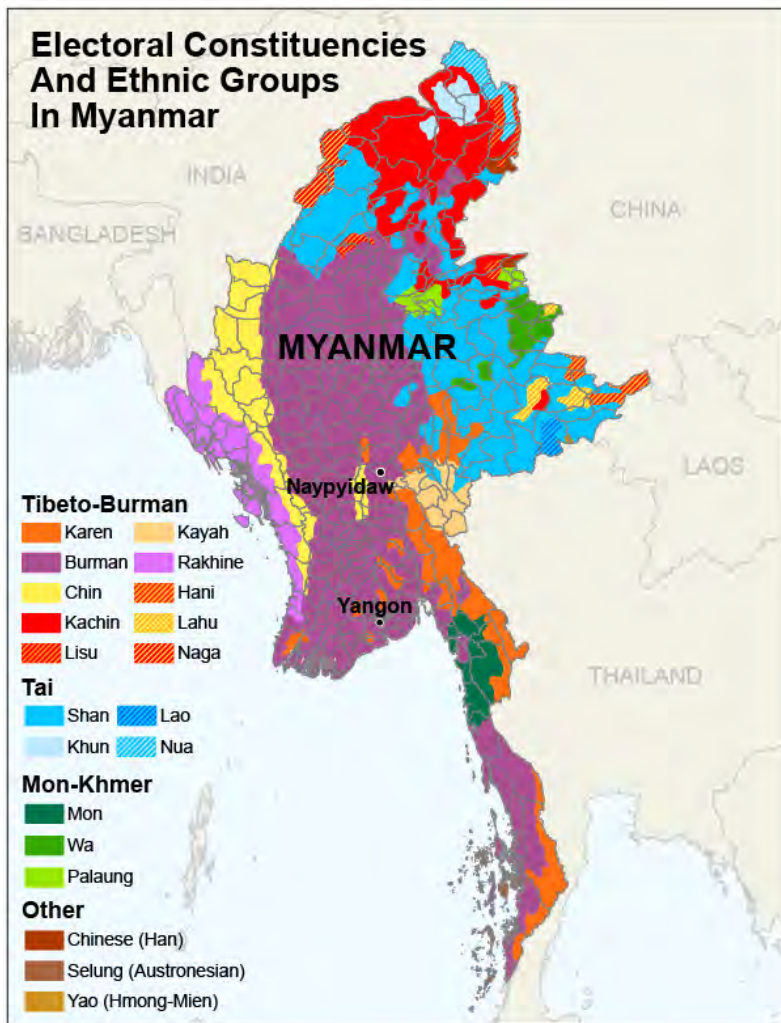 Electoral Constituencies
And Ethnic Groups
In Myanmar
INDIA
CHINA
BANGLADESH
MYANMAR
LAOS
Naypyidaw
Yangon
THAILAND
Tibeto-Burman
Karen
Kayah
Burman
Rakhine
Chin
Hani
Kachin
Lahu
Lisu
Naga
Tai
Shan
Lao
Khun
Nua
Mon-Khmer
Mon
Wa
Palaung
Other
Chinese (Han)
Selung (Austronesian)
Yao (Hmong-Mien)